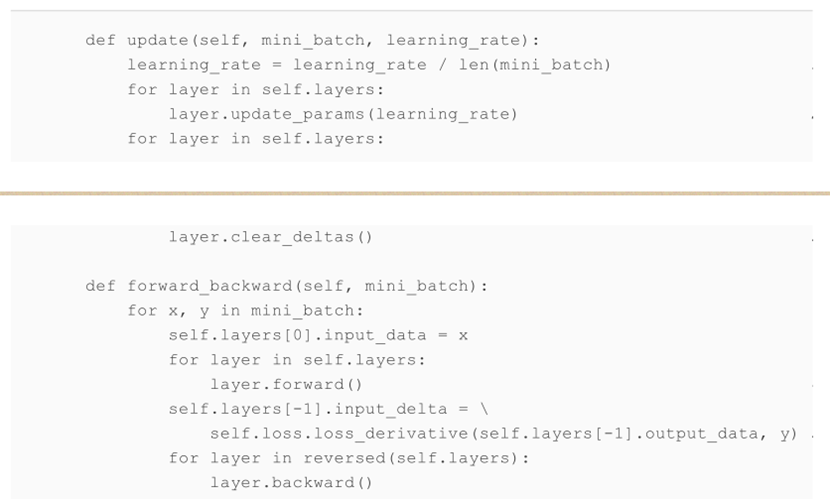 def update(self, mini_batch, learning_rate):
    learning_rate = learning_rate / len(mini_batch)
    for layer in self.layers:
        layer.update_params(learning_rate)
    for layer in self.layers:
        layer.clear_deltas()

def forward_backward(self, mini_batch):
    for x, y in mini_batch:
        self.layers[0].input_data = x
        for layer in self.layers:
            layer.forward()
        self.layers[-1].input_delta = \
            self.loss.loss_derivative(self.layers[-1].output_data, y)
        for layer in reversed(self.layers):
            layer.backward()